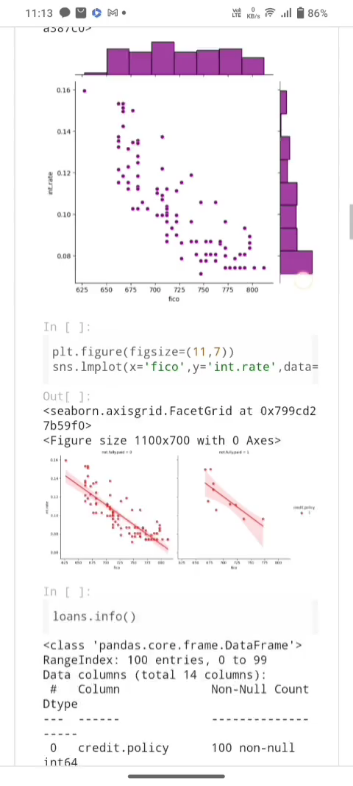 11:13
VoD LTE
KB/s
86%
a387c0>
0.16
0.14
0.12
0.10
0.08
int.rate
625 650 675 700 725 750 775 800
fico
In [ ]:
plt.figure(figsize=(11,7))
sns.lmplot(x='fico',y='int.rate',data=
Out[ ]:
<seaborn.axisgrid.FacetGrid at 0x799cd2
7b59f0>
<Figure size 1100x700 with 0 Axes>
In [ ]:
loans.info()
<class 'pandas.core.frame.DataFrame'>
RangeIndex: 100 entries, 0 to 99
Data columns (total 14 columns):
# Column Non-Null Count
Dtype
--- ------ --------------
-----
0 credit.policy 100 non-null
int64